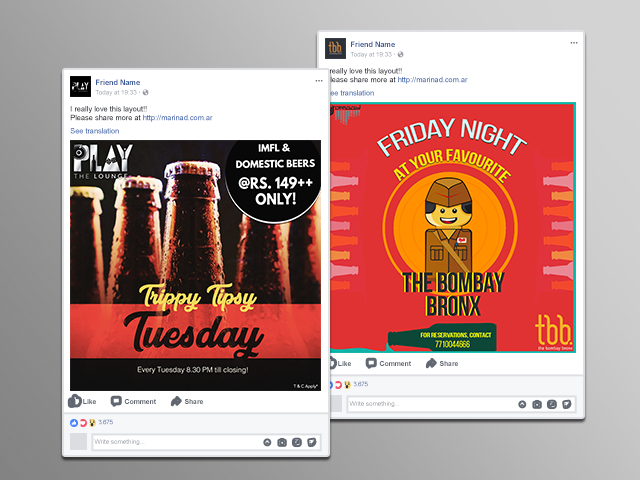 PLAY
Friend Name
Today at 19:33
I really love this layout!!
Please share more at http://marinad.com.ar
See translation
PLAY
THE LOUNGE
IMFL &
DOMESTIC BEERS
@RS. 149++
ONLY!
Trippy Tipsy
Tuesday
Every Tuesday 8.30 PM till closing!
T & C Apply*
Like
Comment
Share
3.675
Write something...
tbb
Friend Name
Today at 19:33
really love this layout!!
Please share more at http://marinad.com.ar
See translation
FRIDAY NIGHT
AT YOUR FAVOURITE
THE BOMBAY
BRONX
FOR RESERVATIONS, CONTACT
7710044666
tbb.
the bombay bronx
Like
Comment
Share
3.675
Write something...